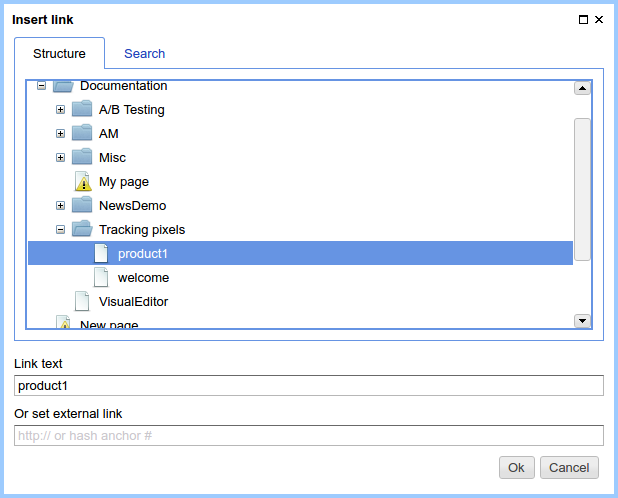 Insert link
Structure Search
Documentation
A/B Testing
AM
Misc
My page
NewsDemo
Tracking pixels
product1
welcome
VisualEditor
New page
Link text
product1
Or set external link
http:// or hash anchor #
Ok Cancel